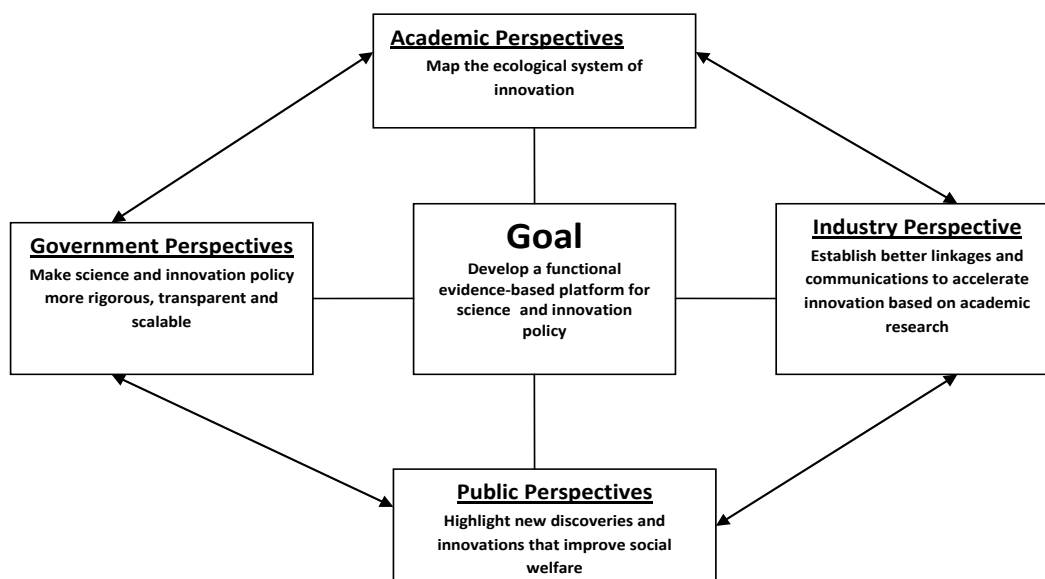 Academic Perspectives
Map the ecological system of
innovation
Government Perspectives
Make science and innovation policy
more rigorous, transparent and
scalable
Goal
Develop a functional
evidence-based platform for
science and innovation
policy
Industry Perspective
Establish better linkages and
communications to accelerate
innovation based on academic
research
Public Perspectives
Highlight new discoveries and
innovations that improve social
welfare